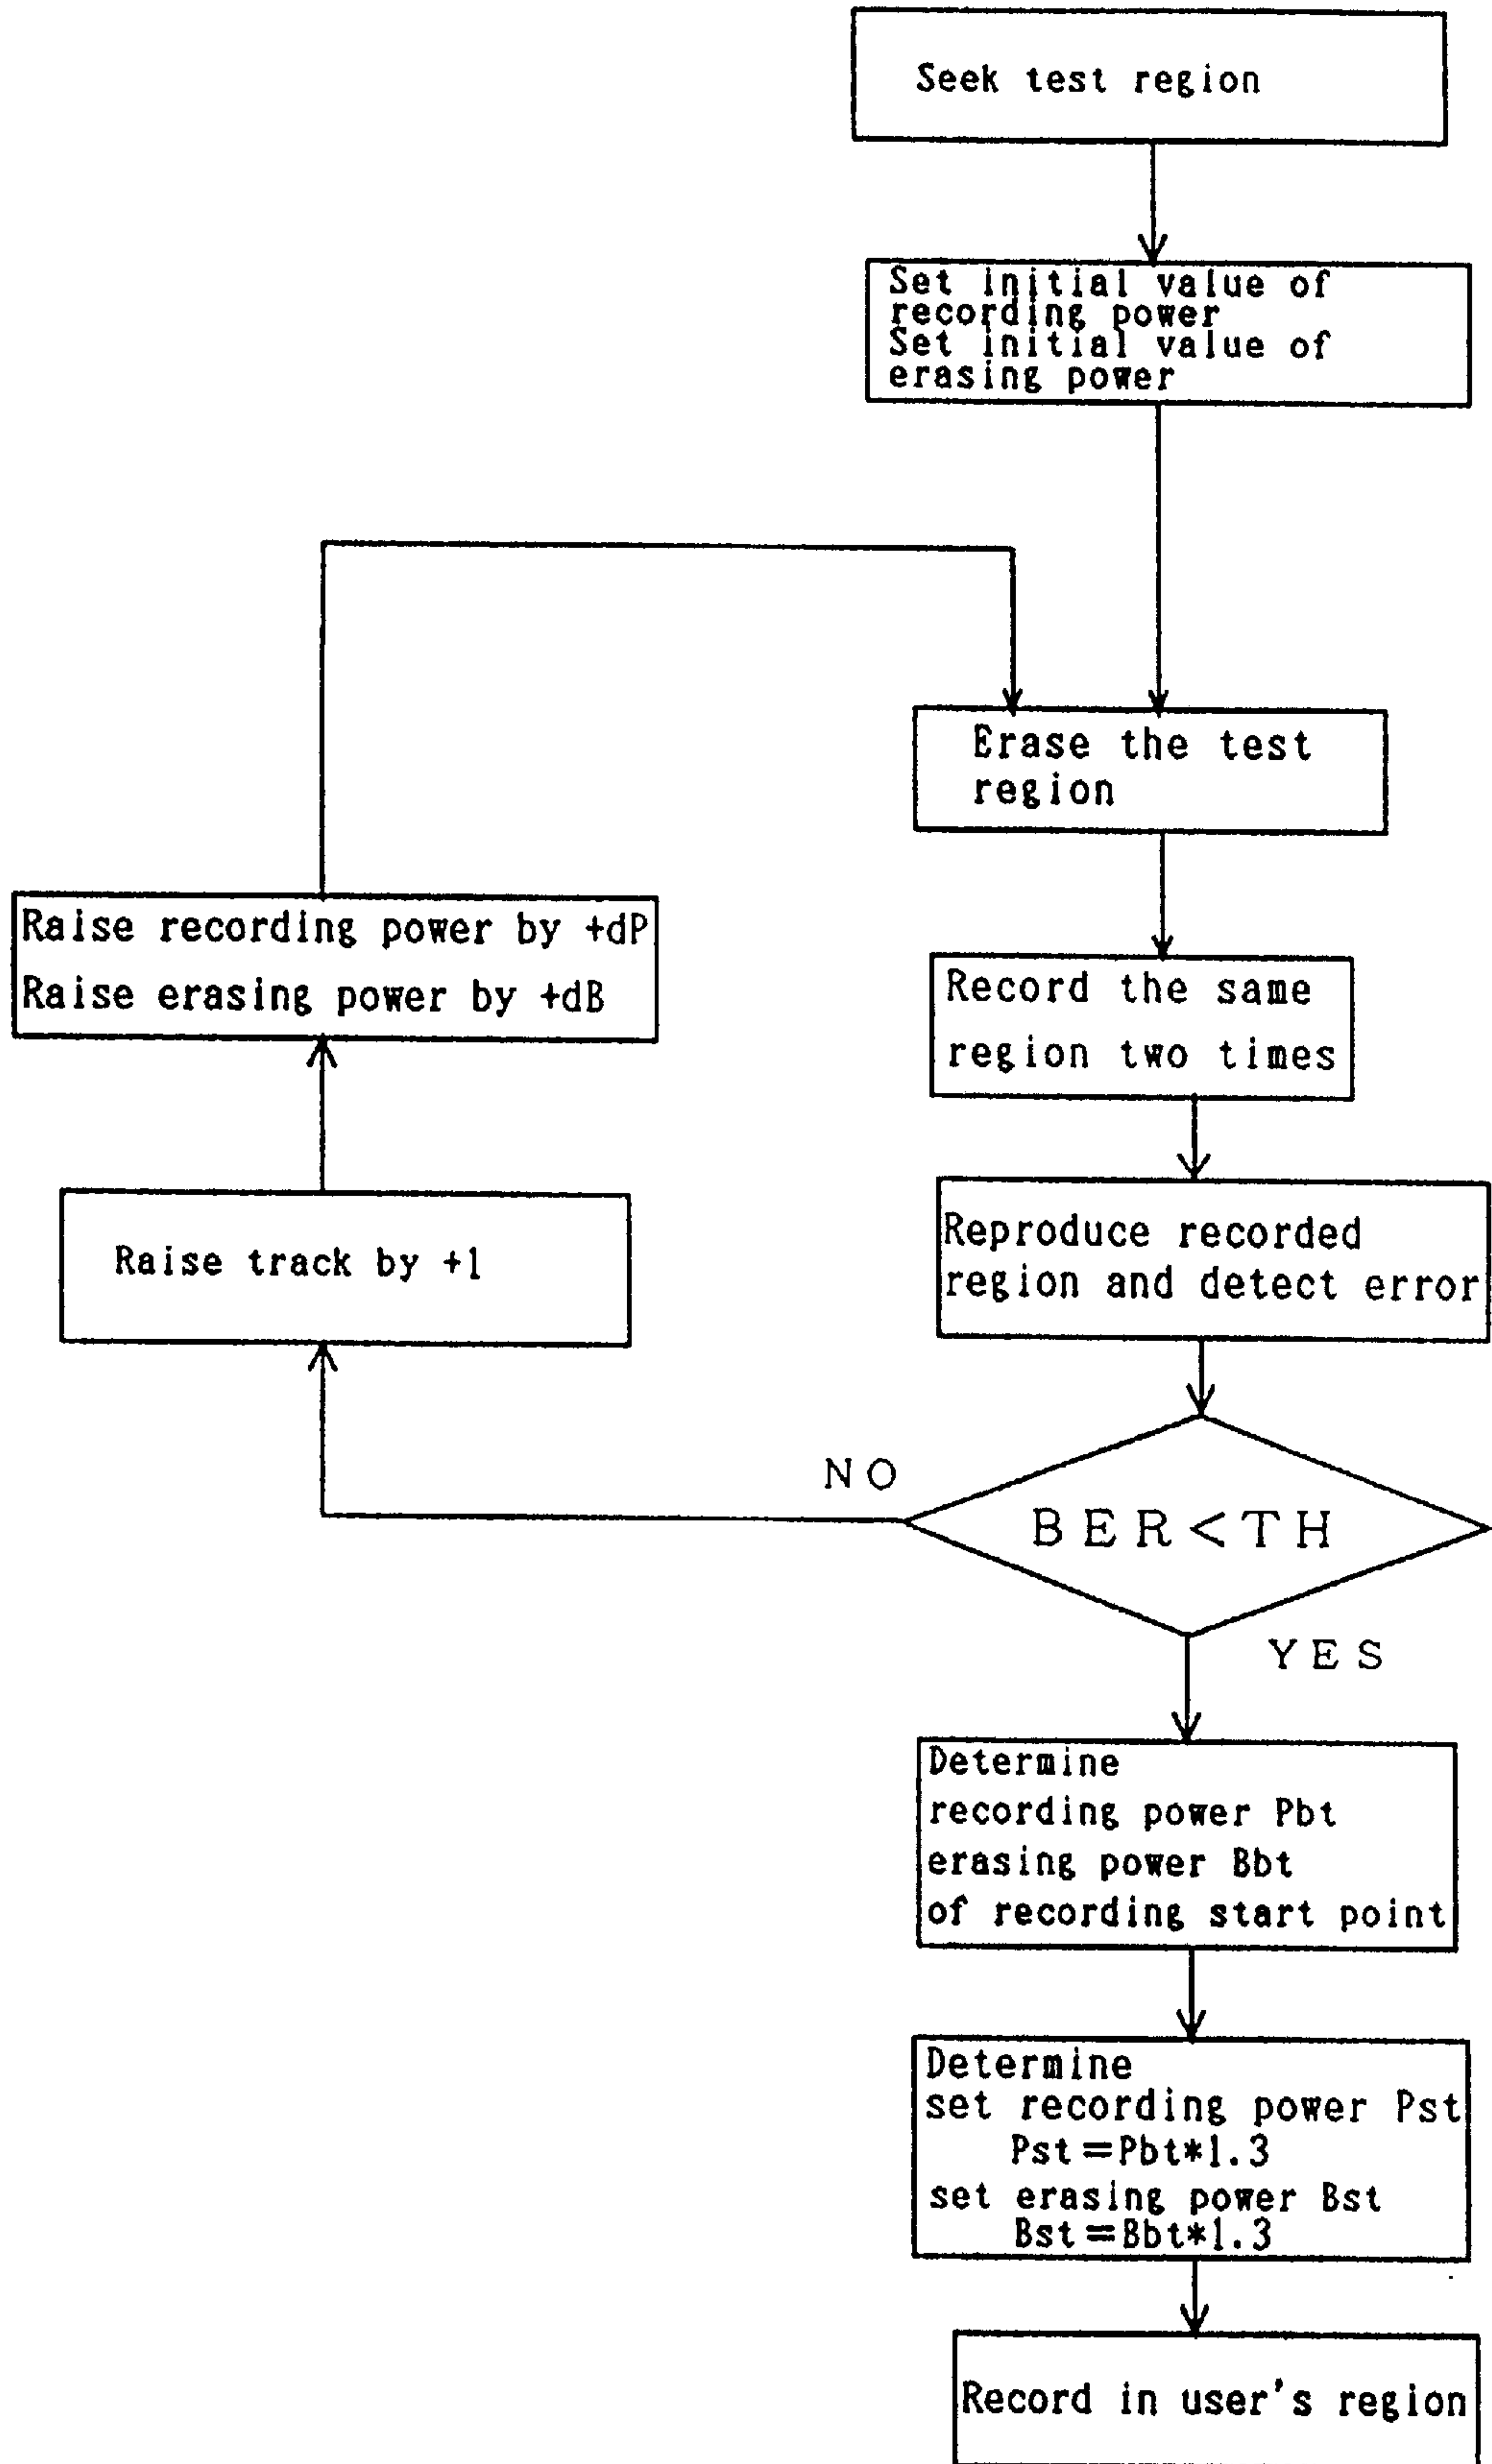 Seek test region
Set initial value of
recording power
Set initial value of
erasing power
Erase the test
region
Record the same
region two times
Reproduce recorded
region and detect error
BER<TH
NO
Raise track by +1
Raise recording power by +dP
Raise erasing power by +dB
YES
Determine
recording power Pbt
erasing power Bbt
of recording start point
Determine
set recording power Pst
Pst=Pbt*1.3
set erasing power Bst
Bst=Bbt*1.3
Record in user's region